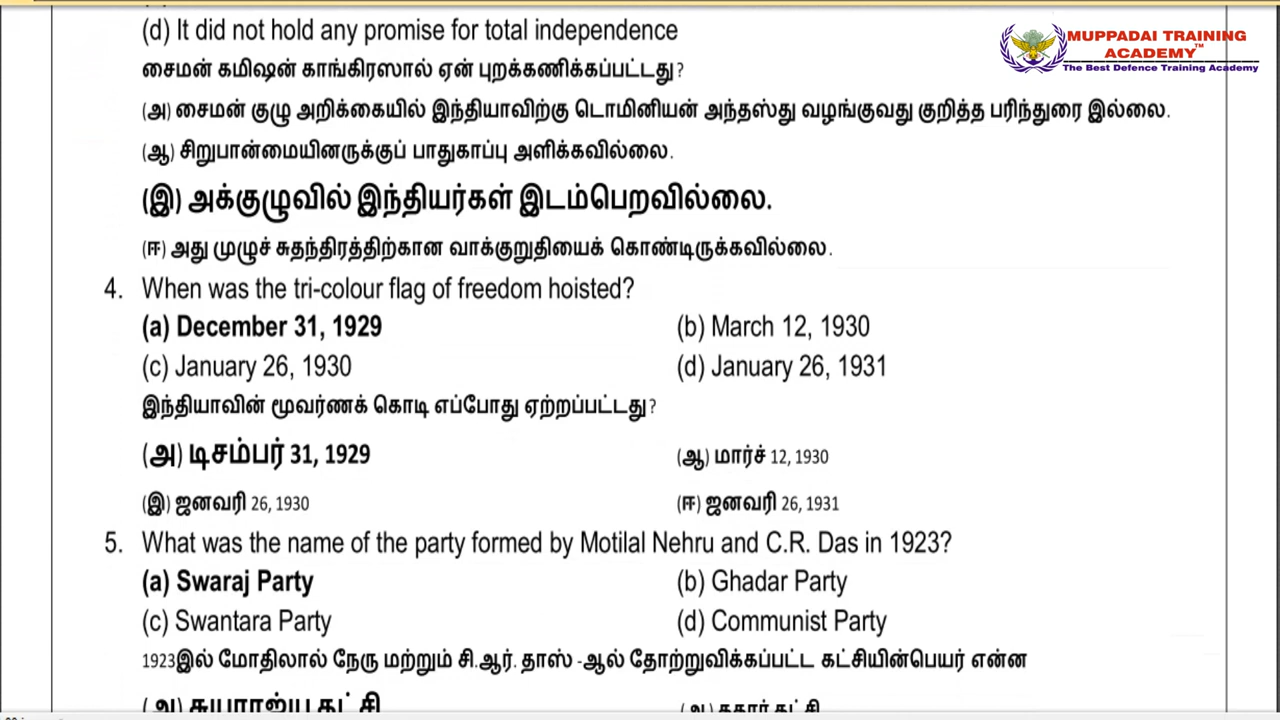 (d) It did not hold any promise for total independence
MUPPADAI TRAINING
ACADEMY™
The Best Defence Training Academy
சைமன் கமிஷன் காங்கிரஸால் ஏன் புறக்கணிக்கப்பட்டது?
(அ) சைமன் குழு அறிக்கையில் இந்தியாவிற்கு டொமினியன் அந்தஸ்து வழங்குவது குறித்த பரிந்துரை இல்லை.
(ஆ) சிறுபான்மையினருக்குப் பாதுகாப்பு அளிக்கவில்லை.
(இ) அக்குழுவில் இந்தியர்கள் இடம்பெறவில்லை.
(ஈ) அது முழுச் சுதந்திரத்திற்கான வாக்குறுதியைக் கொண்டிருக்கவில்லை.
4. When was the tri-colour flag of freedom hoisted?
(a) December 31, 1929 (b) March 12, 1930
(c) January 26, 1930 (d) January 26, 1931
இந்தியாவின் மூவர்ணக் கொடி எப்போது ஏற்றப்பட்டது?
(அ) டிசம்பர் 31, 1929 (ஆ) மார்ச் 12, 1930
(இ) ஜனவரி 26, 1930 (ஈ) ஜனவரி 26, 1931
5. What was the name of the party formed by Motilal Nehru and C.R. Das in 1923?
(a) Swaraj Party (b) Ghadar Party
(c) Swantara Party (d) Communist Party
1923இல் மோதிலால் நேரு மற்றும் சி.ஆர். தாஸ் -ஆல் தோற்றுவிக்கப்பட்ட கட்சியின்பெயர் என்ன
(அ) சுயராஜ்ய கட்சி (ஆ) கதார் கட்சி